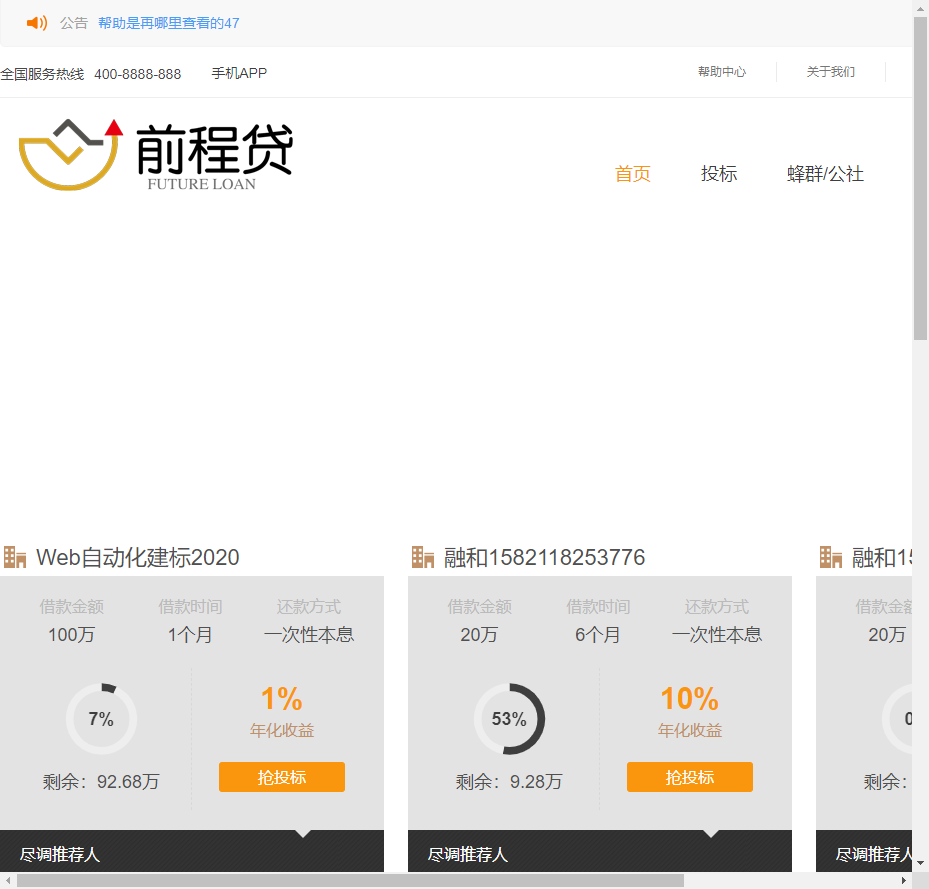 公告 帮助是再哪里查看的47
全国服务热线 400-8888-888 手机APP 帮助中心 关于我们
前程贷
FUTURE LOAN
首页 投标 蜂群/公社
Web自动化建标2020 融和1582118253776 融和15
借款金额 借款时间 还款方式 借款金额 借款时间 还款方式 借款金额
100万 1个月 一次性本息 20万 6个月 一次性本息 20万
7% 1% 53% 10% 0
年化收益 年化收益
剩余：92.68万 抢投标 剩余：9.28万 抢投标 剩余：
尽调推荐人 尽调推荐人 尽调推荐人